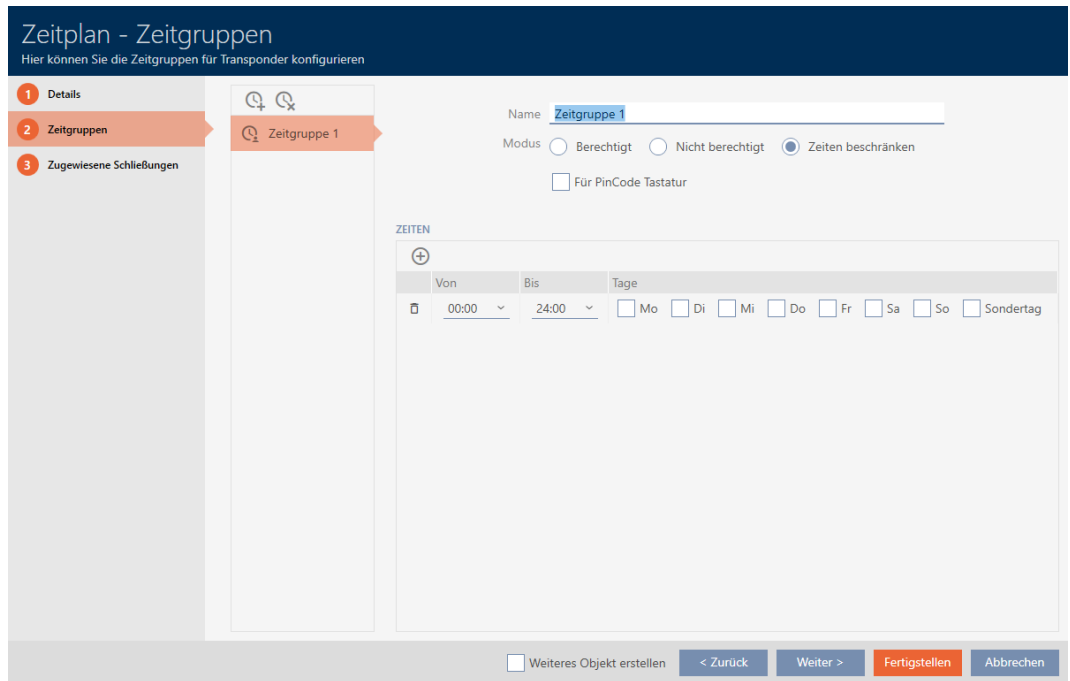 Zeitplan - Zeitgruppen
Hier können Sie die Zeitgruppen für Transponder konfigurieren
1 Details
2 Zeitgruppen
3 Zugewiesene Schließungen
Zeitgruppe 1
Name Zeitgruppe 1
Modus Berechtigt Nicht berechtigt Zeiten beschränken
Für PinCode Tastatur
ZEITEN
Von Bis Tage
00:00 24:00 Mo Di Mi Do Fr Sa So Sondertag
Weiteres Objekt erstellen < Zurück Weiter > Fertigstellen Abbrechen